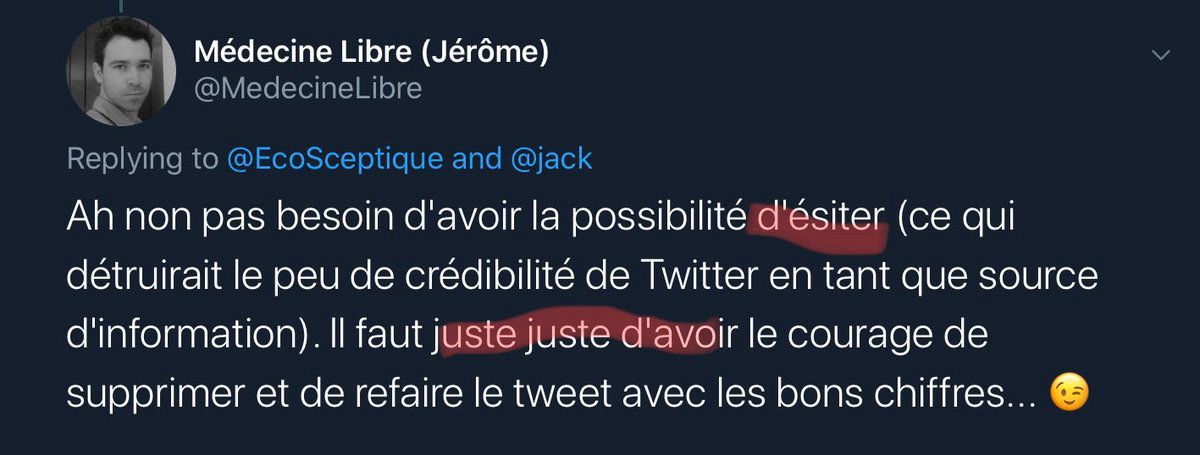 Médecine Libre (Jérôme)
@MedecineLibre
Replying to @EcoSceptique and @jack
Ah non pas besoin d'avoir la possibilité d'ésiter (ce qui
détruirait le peu de crédibilité de Twitter en tant que source
d'information). Il faut juste juste d'avoir le courage de
supprimer et de refaire le tweet avec les bons chiffres... 😉